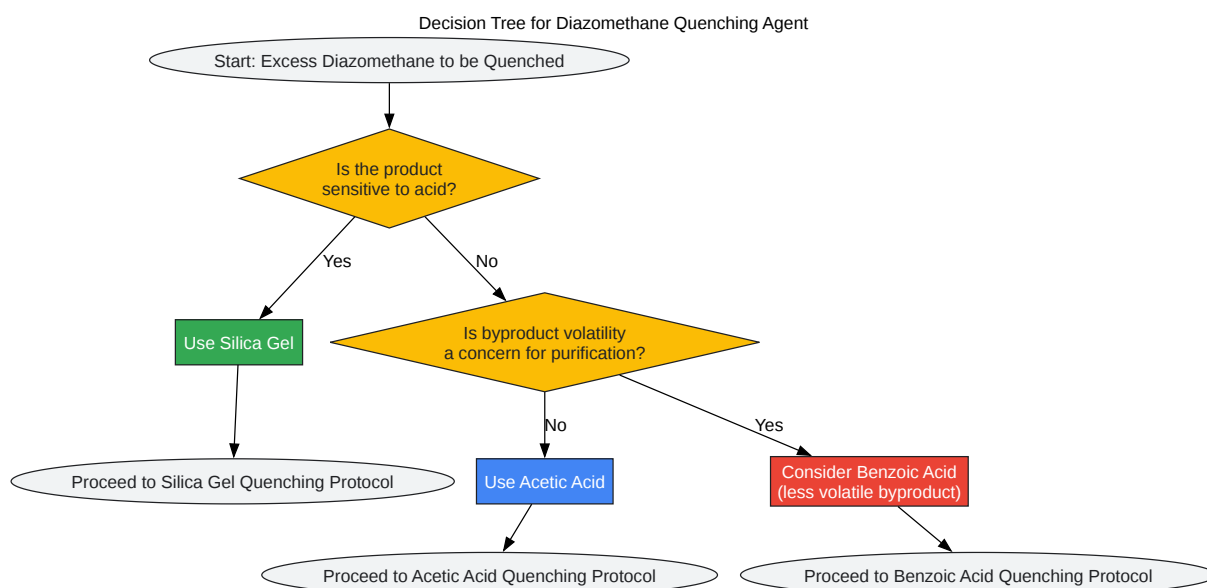 Decision Tree for Diazomethane Quenching Agent
Start: Excess Diazomethane to be Quenched
Is the product
sensitive to acid?
Yes
No
Use Silica Gel
Is byproduct volatility
a concern for purification?
Proceed to Silica Gel Quenching Protocol
No
Yes
Use Acetic Acid
Consider Benzoic Acid
(less volatile byproduct)
Proceed to Acetic Acid Quenching Protocol
Proceed to Benzoic Acid Quenching Protocol